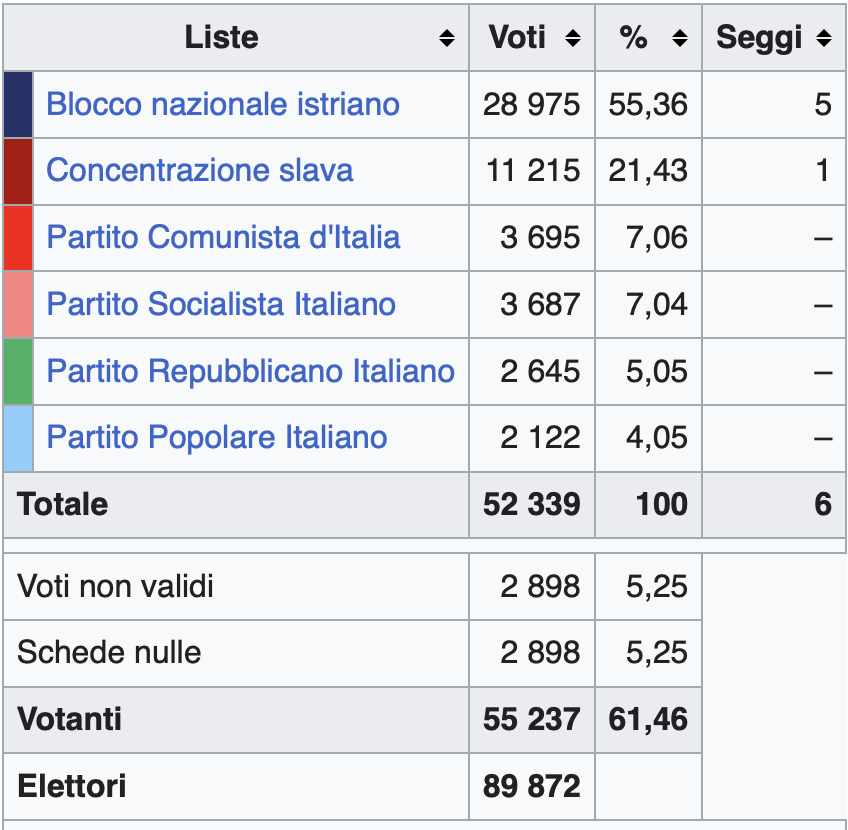 Liste Voti % Seggi
Blocco nazionale istriano 28 975 55,36 5
Concentrazione slava 11 215 21,43 1
Partito Comunista d'Italia 3 695 7,06 –
Partito Socialista Italiano 3 687 7,04 –
Partito Repubblicano Italiano 2 645 5,05 –
Partito Popolare Italiano 2 122 4,05 –
Totale 52 339 100 6
Voti non validi 2 898 5,25
Schede nulle 2 898 5,25
Votanti 55 237 61,46
Elettori 89 872